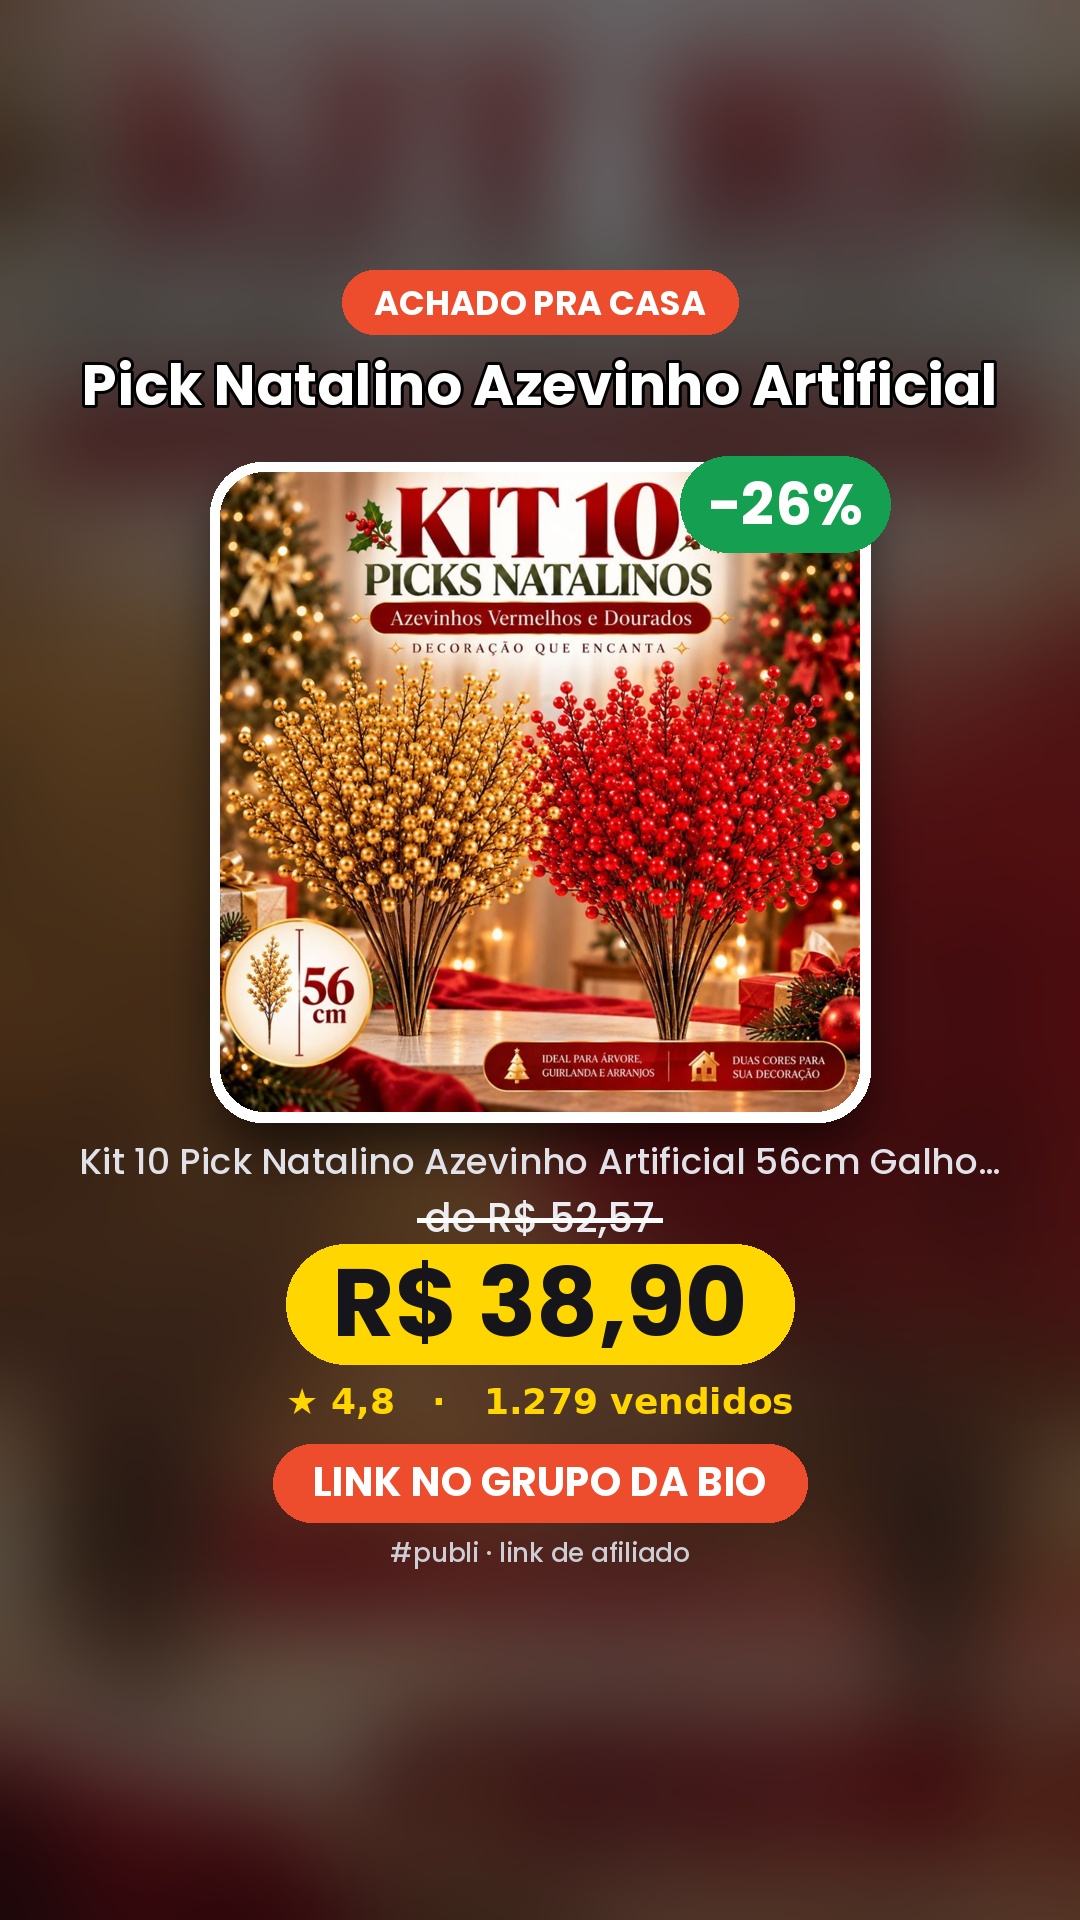 ACHADO PRA CASA
Pick Natalino Azevinho Artificial
-26%
KIT 10
PICKS NATALINOS
Azevinhos Vermelhos e Dourados
DECORAÇÃO QUE ENCANTA
56
cm
IDEAL PARA ÁRVORE,
GUIRLANDA E ARRANJOS
DUAS CORES PARA
SUA DECORAÇÃO
Kit 10 Pick Natalino Azevinho Artificial 56cm Galho...
de R$ 52,57
R$ 38,90
★ 4,8 · 1.279 vendidos
LINK NO GRUPO DA BIO
#publi · link de afiliado